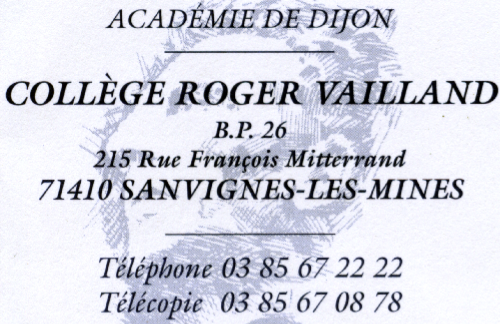 ACADÉMIE DE DIJON
COLLÈGE ROGER VAILLAND
B.P. 26
215 Rue François Mitterrand
71410 SANVIGNES-LES-MINES
Téléphone 03 85 67 22 22
Télécopie 03 85 67 08 78